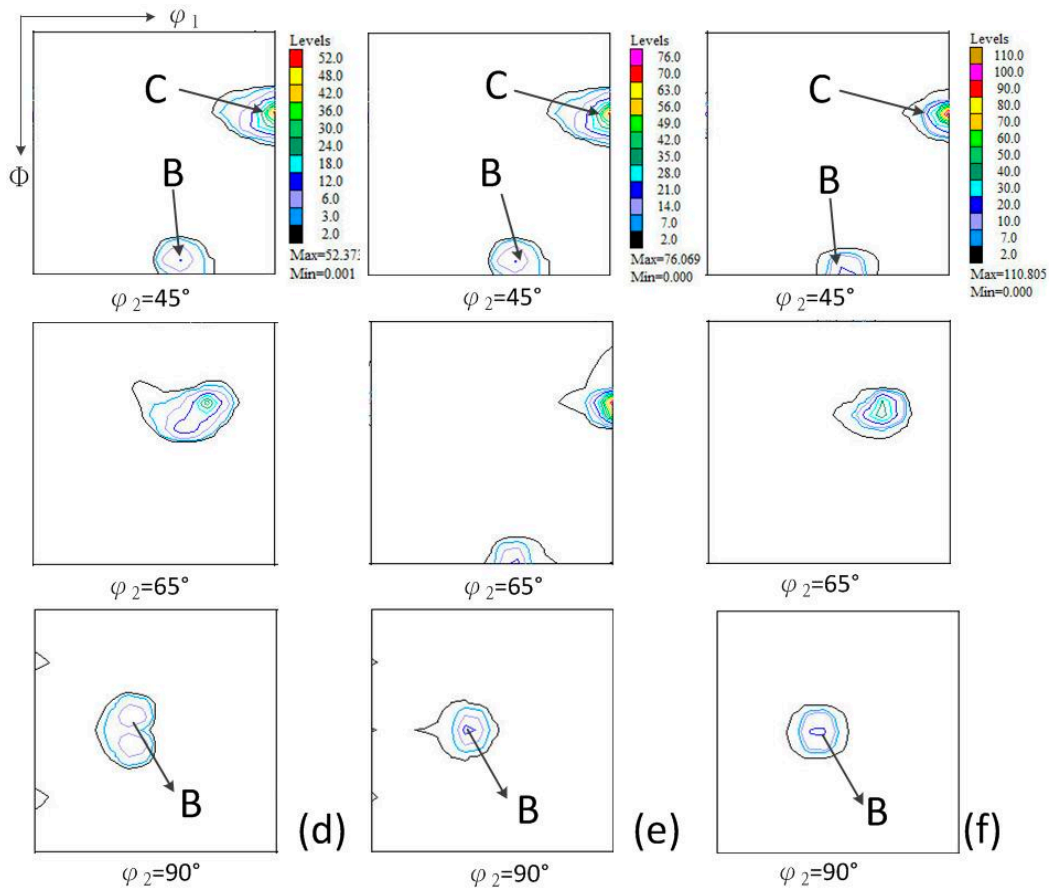 φ1
Φ
C
B
Levels
52.0
48.0
42.0
36.0
30.0
24.0
18.0
12.0
6.0
3.0
2.0
Max=52.373
Min=0.001
φ2=45°
C
B
Levels
76.0
70.0
63.0
56.0
49.0
42.0
35.0
28.0
21.0
14.0
7.0
2.0
Max=76.069
Min=0.000
φ2=45°
C
B
Levels
110.0
100.0
90.0
80.0
70.0
60.0
50.0
40.0
30.0
20.0
10.0
7.0
2.0
Max=110.805
Min=0.000
φ2=45°
φ2=65°
φ2=65°
φ2=65°
B
(d)
φ2=90°
B
(e)
φ2=90°
B
(f)
φ2=90°